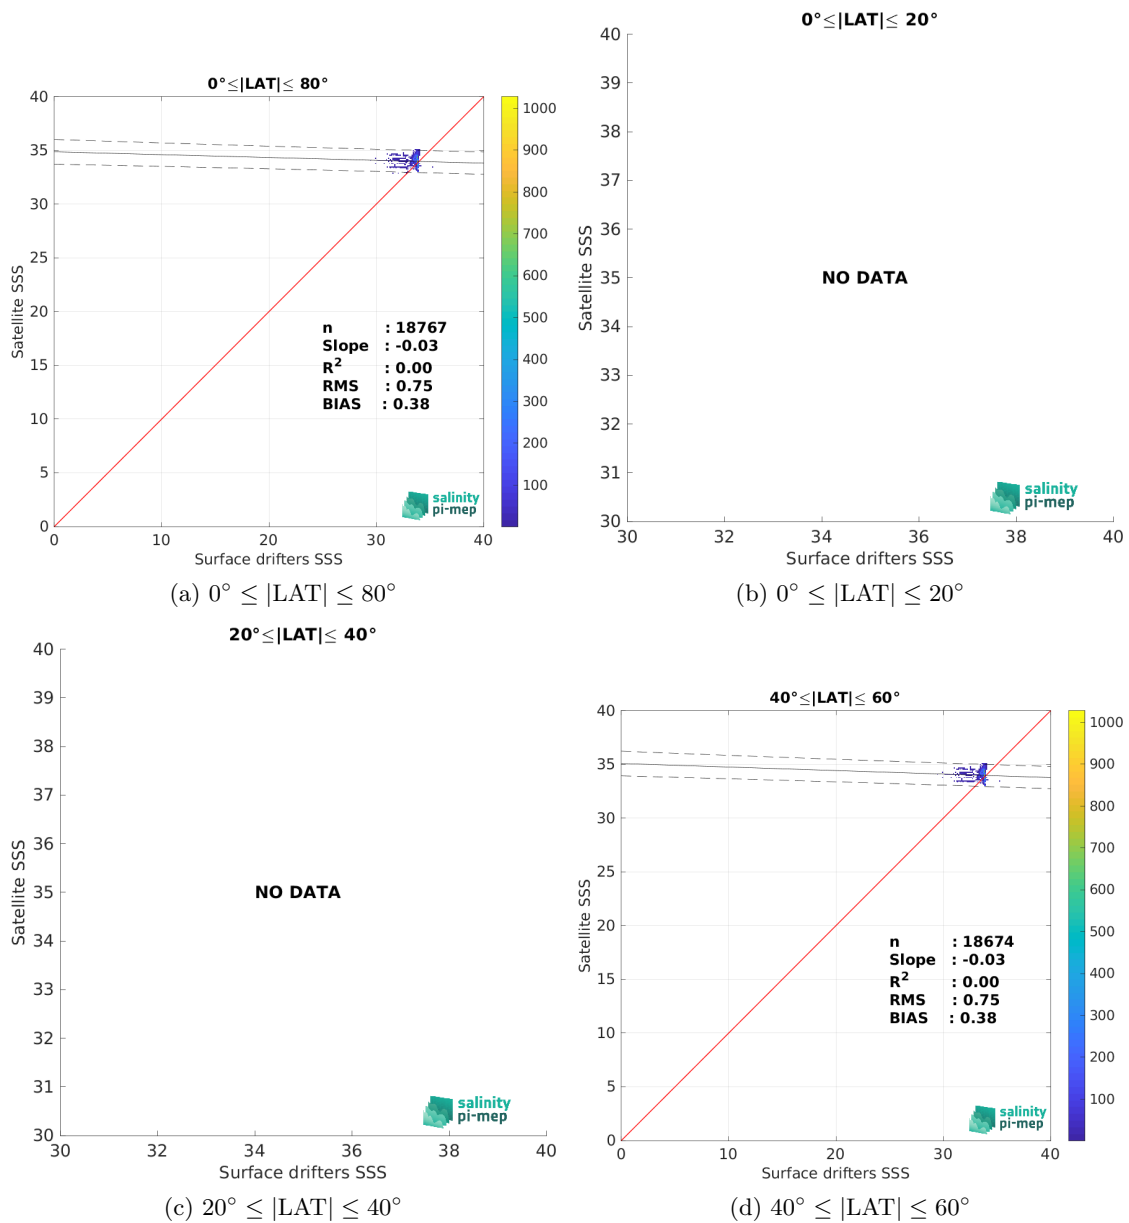 0°≤|LAT|≤ 80°
40
35
30
25
20
15
10
5
0
Satellite SSS
0
10
20
30
40
Surface drifters SSS
1000
900
800
700
600
500
400
300
200
100
n : 18767
Slope : -0.03
R² : 0.00
RMS : 0.75
BIAS : 0.38
salinity
pi-mep
(a) 0° ≤ |LAT| ≤ 80°
0°≤|LAT|≤ 20°
40
39
38
37
36
35
34
33
32
31
30
Satellite SSS
NO DATA
30
32
34
36
38
40
Surface drifters SSS
salinity
pi-mep
(b) 0° ≤ |LAT| ≤ 20°
20°≤|LAT|≤ 40°
40
39
38
37
36
35
34
33
32
31
30
Satellite SSS
NO DATA
30
32
34
36
38
40
Surface drifters SSS
salinity
pi-mep
(c) 20° ≤ |LAT| ≤ 40°
40°≤|LAT|≤ 60°
40
35
30
25
20
15
10
5
0
Satellite SSS
0
10
20
30
40
Surface drifters SSS
1000
900
800
700
600
500
400
300
200
100
n : 18674
Slope : -0.03
R² : 0.00
RMS : 0.75
BIAS : 0.38
salinity
pi-mep
(d) 40° ≤ |LAT| ≤ 60°